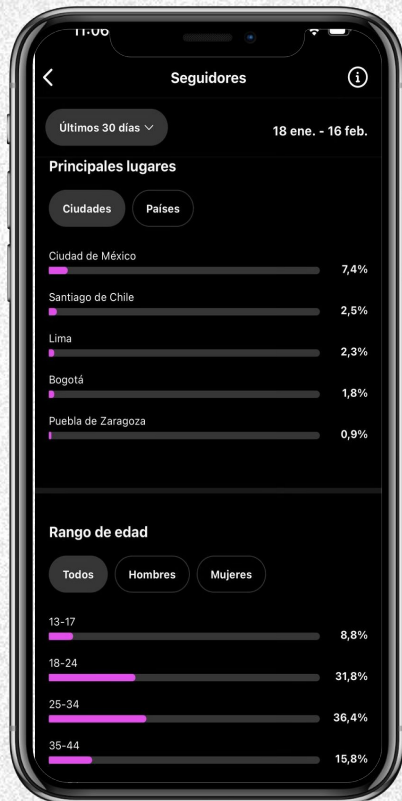 11:06
Seguidores
Últimos 30 días
18 ene. - 16 feb.
Principales lugares
Ciudades Países
Ciudad de México
7,4%
Santiago de Chile
2,5%
Lima
2,3%
Bogotá
1,8%
Puebla de Zaragoza
0,9%
Rango de edad
Todos Hombres Mujeres
13-17
8,8%
18-24
31,8%
25-34
36,4%
35-44
15,8%